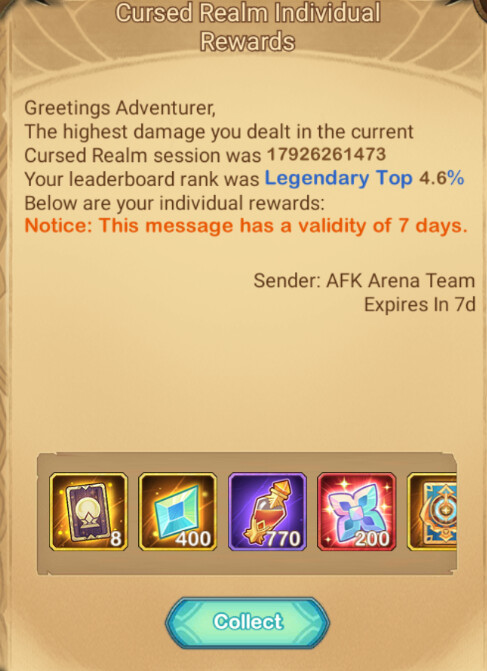 Cursed Realm Individual
Rewards
Greetings Adventurer,
The highest damage you dealt in the current
Cursed Realm session was 17926261473
Your leaderboard rank was Legendary Top 4.6%
Below are your individual rewards:
Notice: This message has a validity of 7 days.
Sender: AFK Arena Team
Expires In 7d
8
400
770
200
Collect